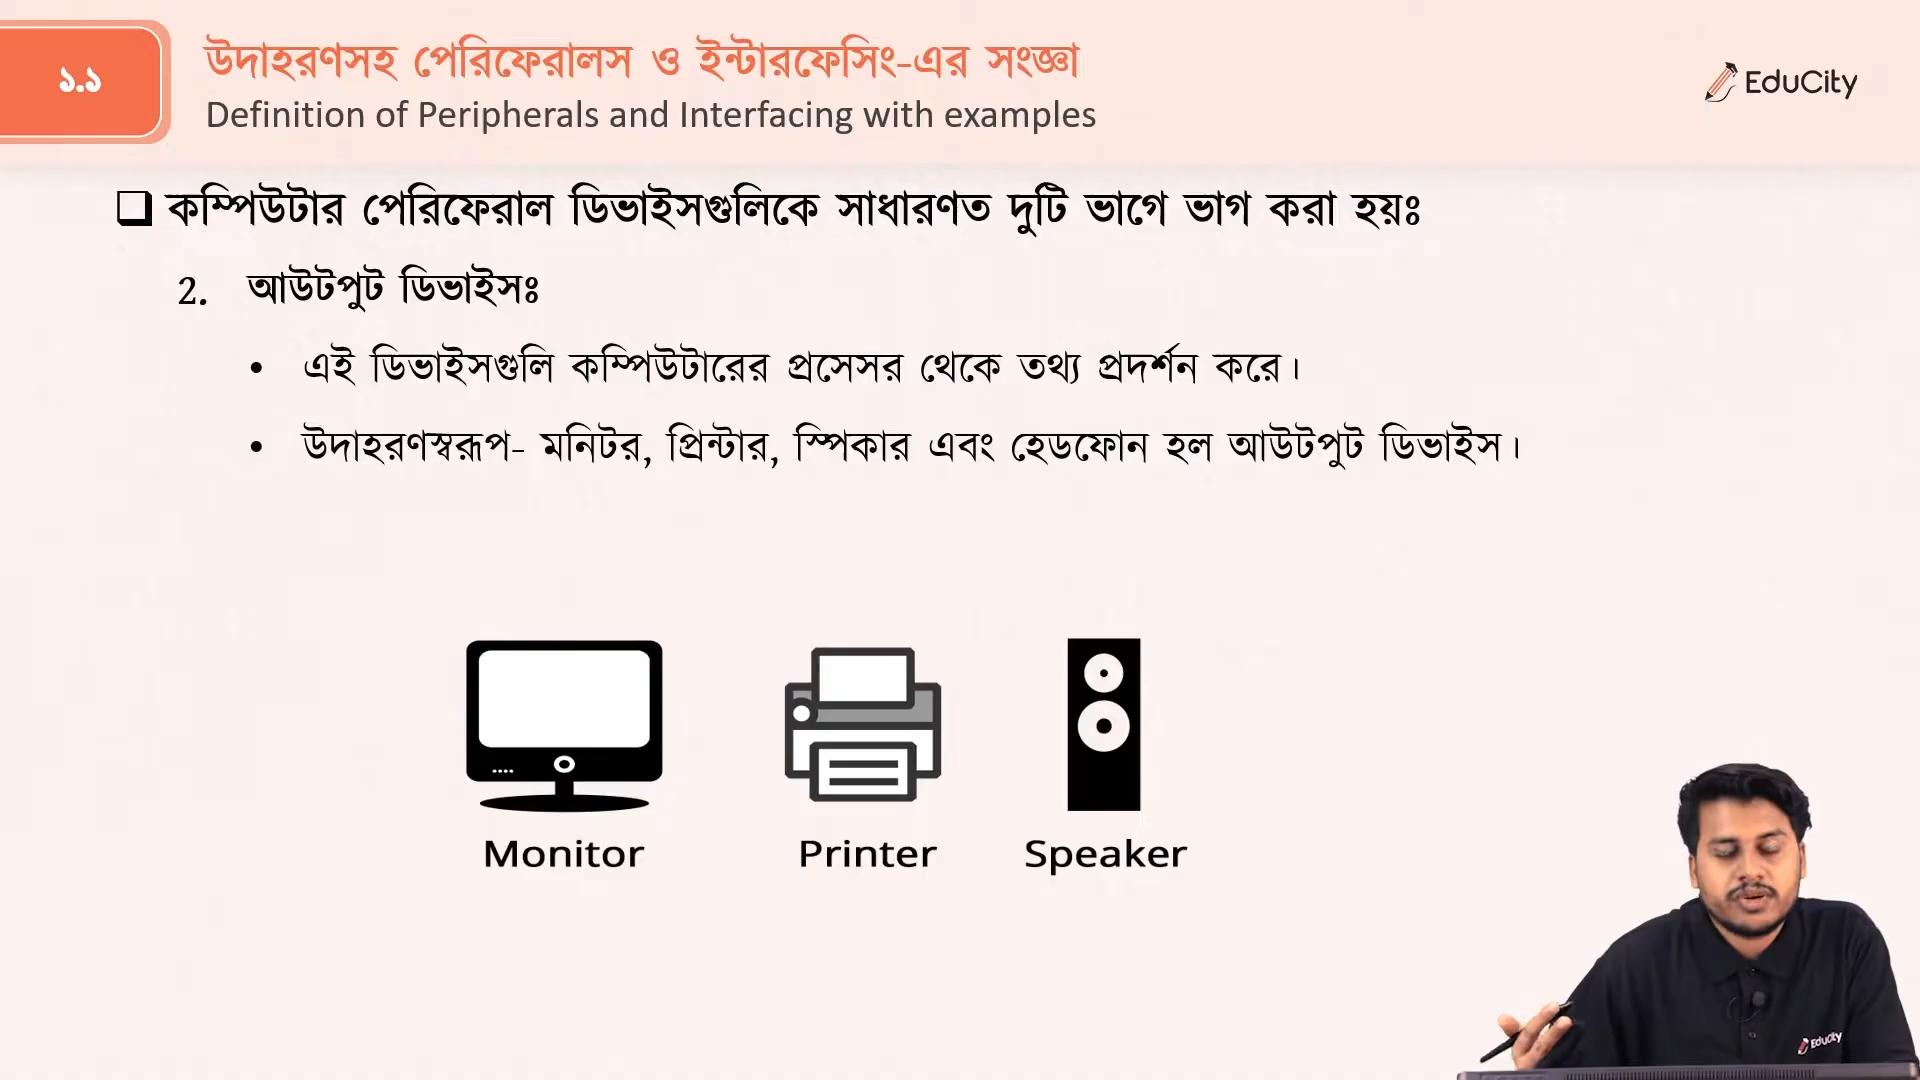 ১.১
উদাহরণসহ পেরিফেরালস ও ইন্টারফেসিং-এর সংজ্ঞা
Definition of Peripherals and Interfacing with examples
EduCity
কম্পিউটার পেরিফেরাল ডিভাইসগুলিকে সাধারণত দুটি ভাগে ভাগ করা হয়ঃ
2. আউটপুট ডিভাইসঃ
• এই ডিভাইসগুলি কম্পিউটারের প্রসেসর থেকে তথ্য প্রদর্শন করে।
• উদাহরণস্বরূপ- মনিটর, প্রিন্টার, স্পিকার এবং হেডফোন হল আউটপুট ডিভাইস।
Monitor Printer Speaker
EduCity